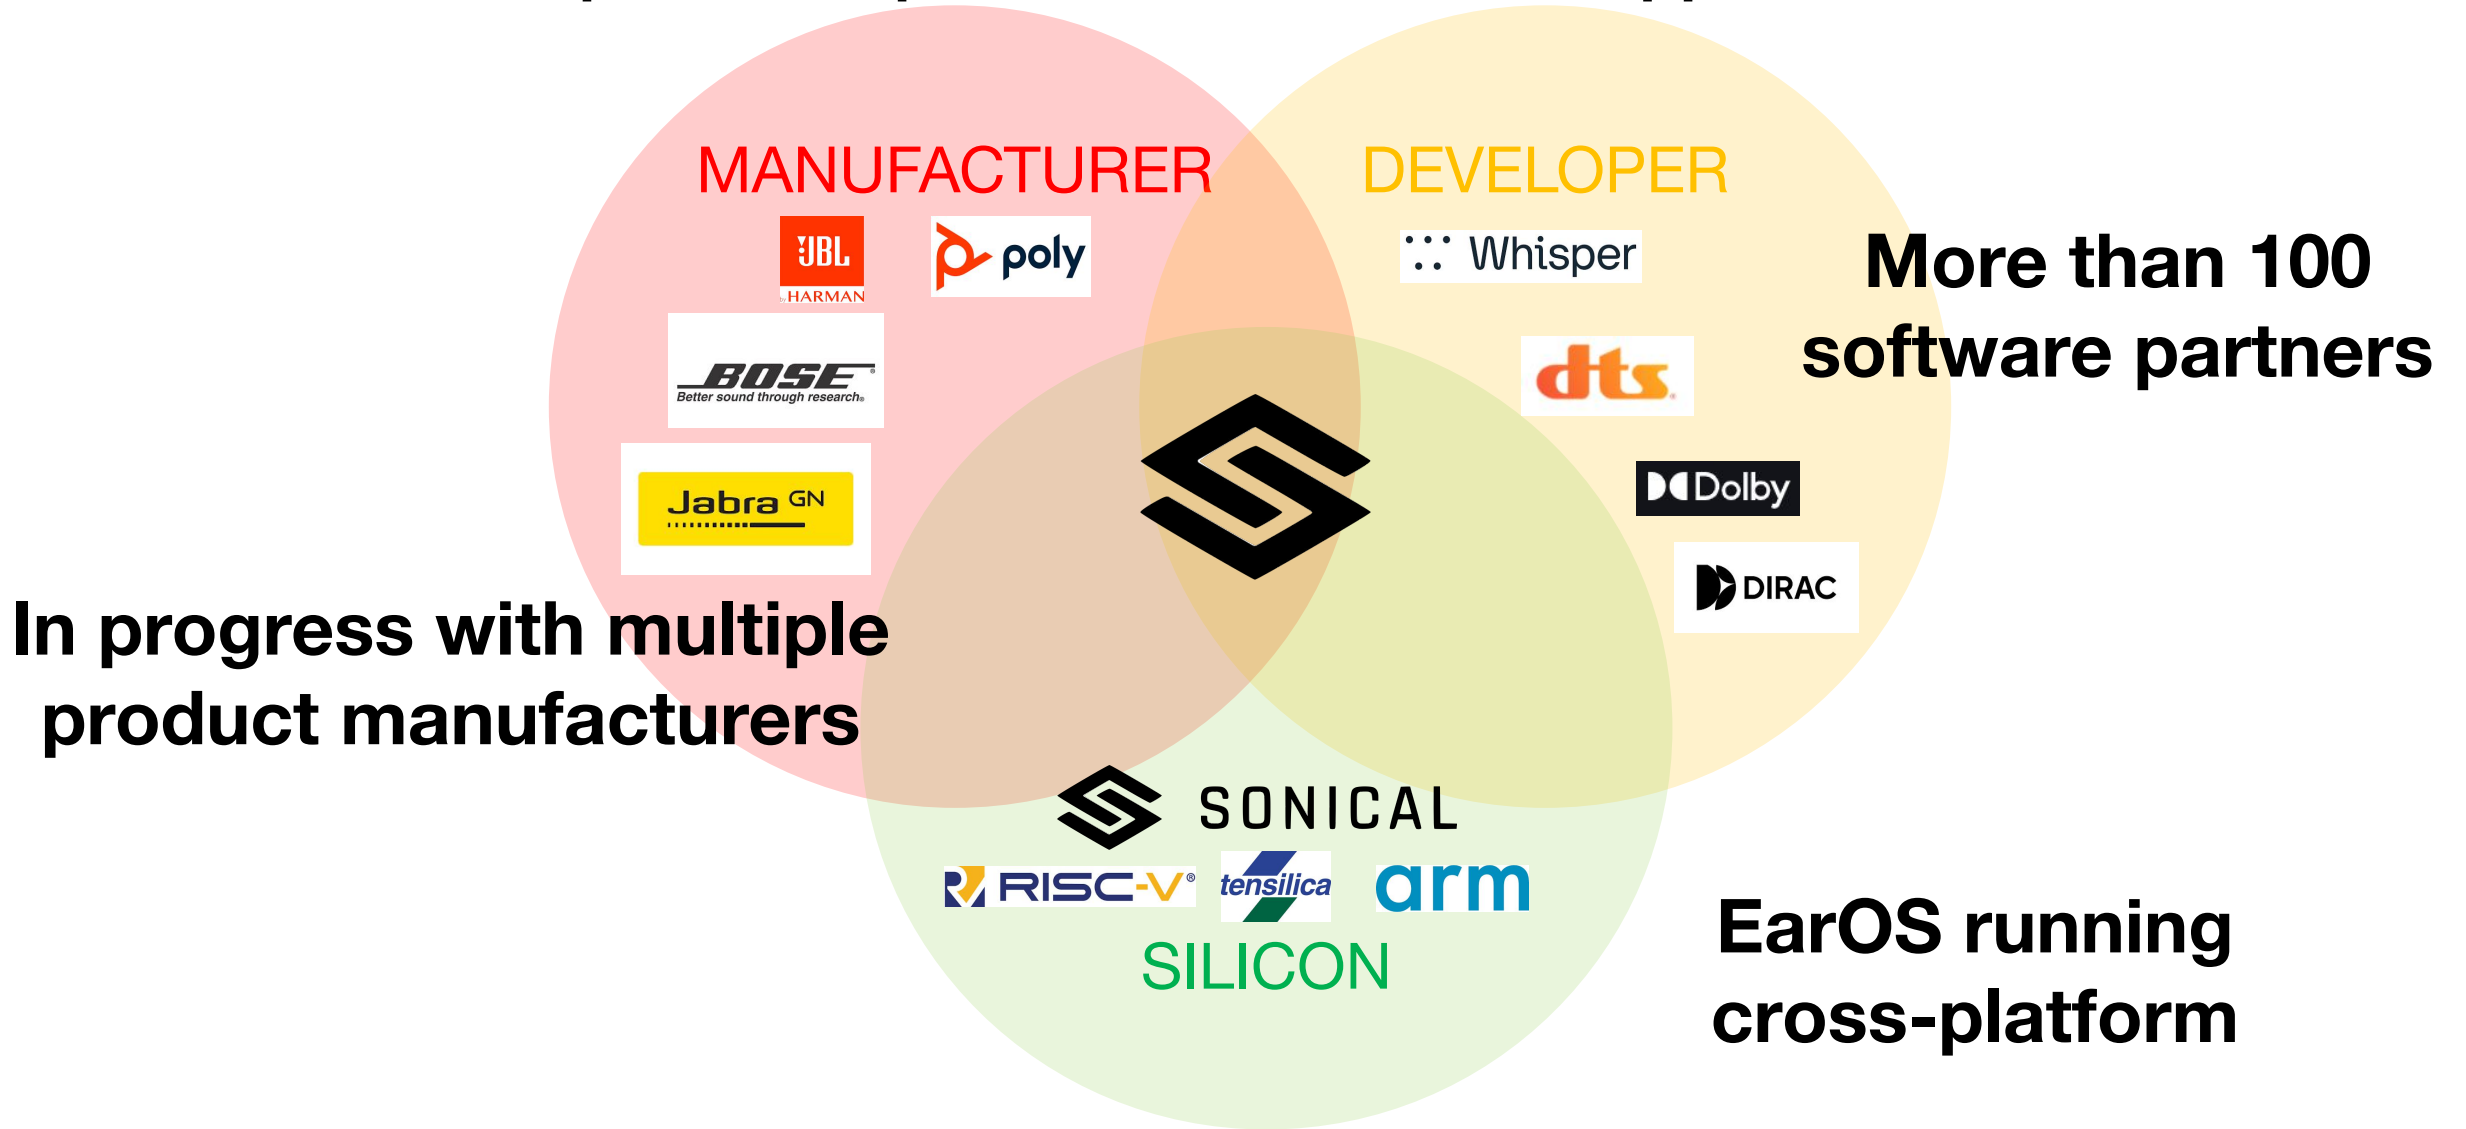 MANUFACTURER
DEVELOPER
JBL
by HARMAN
poly
Whisper
More than 100
software partners
BOSE®
Better sound through research®
dts®
Jabra GN
Dolby
DIRAC
In progress with multiple
product manufacturers
SONICAL
RISC-V®
tensilica
arm
SILICON
EarOS running
cross-platform